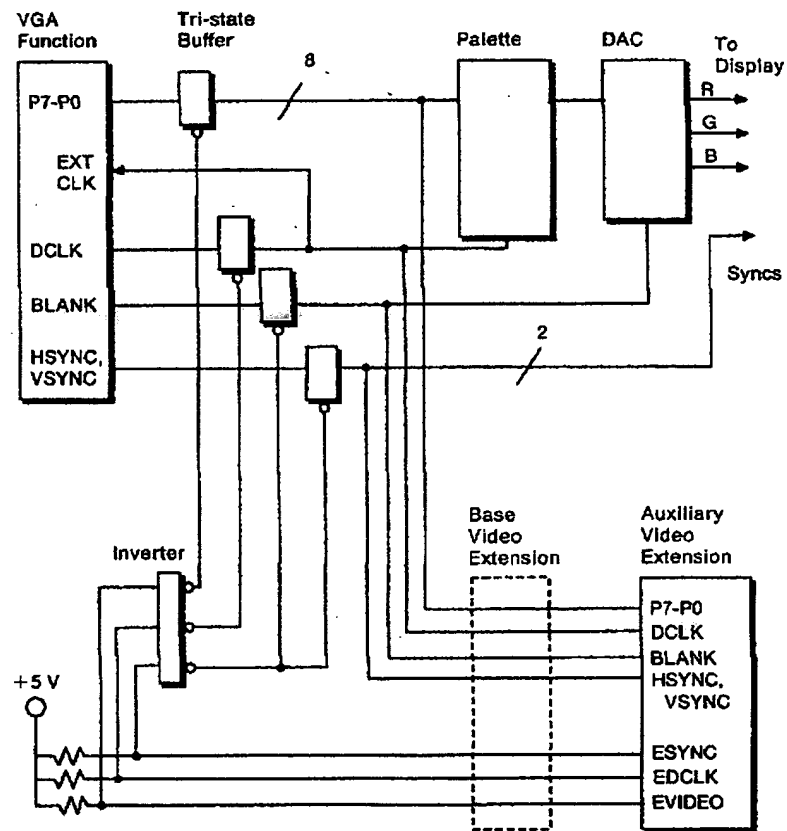 VGA
Function
Tri-state
Buffer
8
Palette
DAC
To
Display
P7-P0
R
G
B
EXT
CLK
DCLK
Syncs
BLANK
HSYNC,
VSYNC
2
Inverter
Base
Video
Extension
Auxiliary
Video
Extension
P7-P0
DCLK
BLANK
HSYNC,
VSYNC
+5 V
ESYNC
EDCLK
EVIDEO